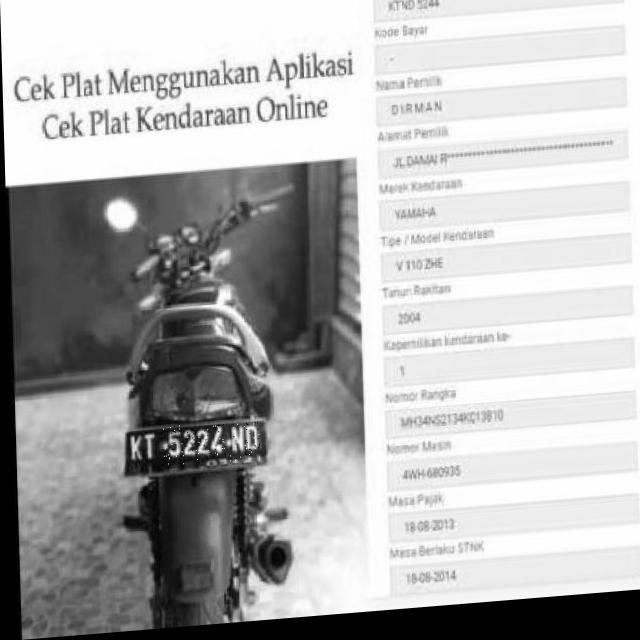 Cek Plat Menggunakan Aplikasi
Cek Plat Kendaraan Online
KT 5224 ND
KTND 5244
Kode Bayar
-
Nama Pemilik
DIRMAN
Alamat Pemilik
JL.DAMAI
Merek Kendaraan
YAMAHA
Tipe / Model Kendaraan
V 110 ZHE
Tahun Rakitan
2004
Kepemilikan kendaraan ke-
1
Nomor Rangka
Nomor Mesin
4WH-680935
Masa Pajak
18-08-2013
Masa Berlaku STNK
18-08-2014